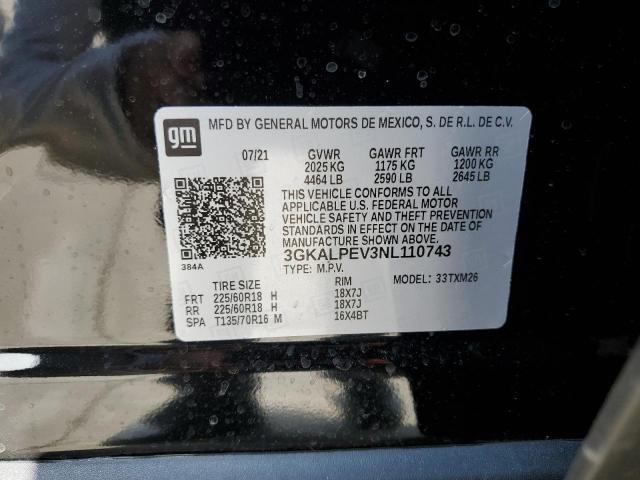 gm MFD BY GENERAL MOTORS DE MEXICO, S. DE R.L. DE C.V.
07/21 GVWR GAWR FRT GAWR RR
2025 KG 1175 KG 1200 KG
4464 LB 2590 LB 2645 LB
THIS VEHICLE CONFORMS TO ALL
APPLICABLE U.S. FEDERAL MOTOR
VEHICLE SAFETY AND THEFT PREVENTION
STANDARDS IN EFFECT ON THE DATE OF
MANUFACTURE SHOWN ABOVE.
384A 3GKALPEV3NL110743
TYPE: M.P.V. MODEL: 33TXM26
TIRE SIZE RIM
FRT 225/60R18 H 18X7J
RR 225/60R18 H 18X7J
SPA T135/70R16 M 16X4BT